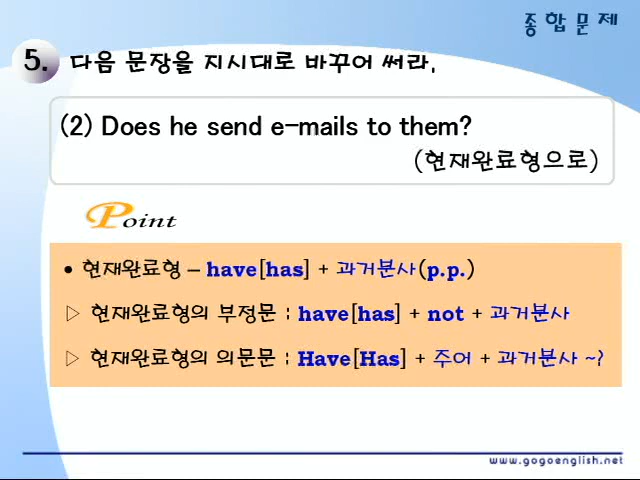 종합문제
5. 다음 문장을 지시대로 바꾸어 써라.
(2) Does he send e-mails to them?
(현재완료형으로)
Point
• 현재완료형 – have[has] + 과거분사(p.p.)
▷ 현재완료형의 부정문 : have[has] + not + 과거분사
▷ 현재완료형의 의문문 : Have[Has] + 주어 + 과거분사 ~?
www.gogoenglish.net